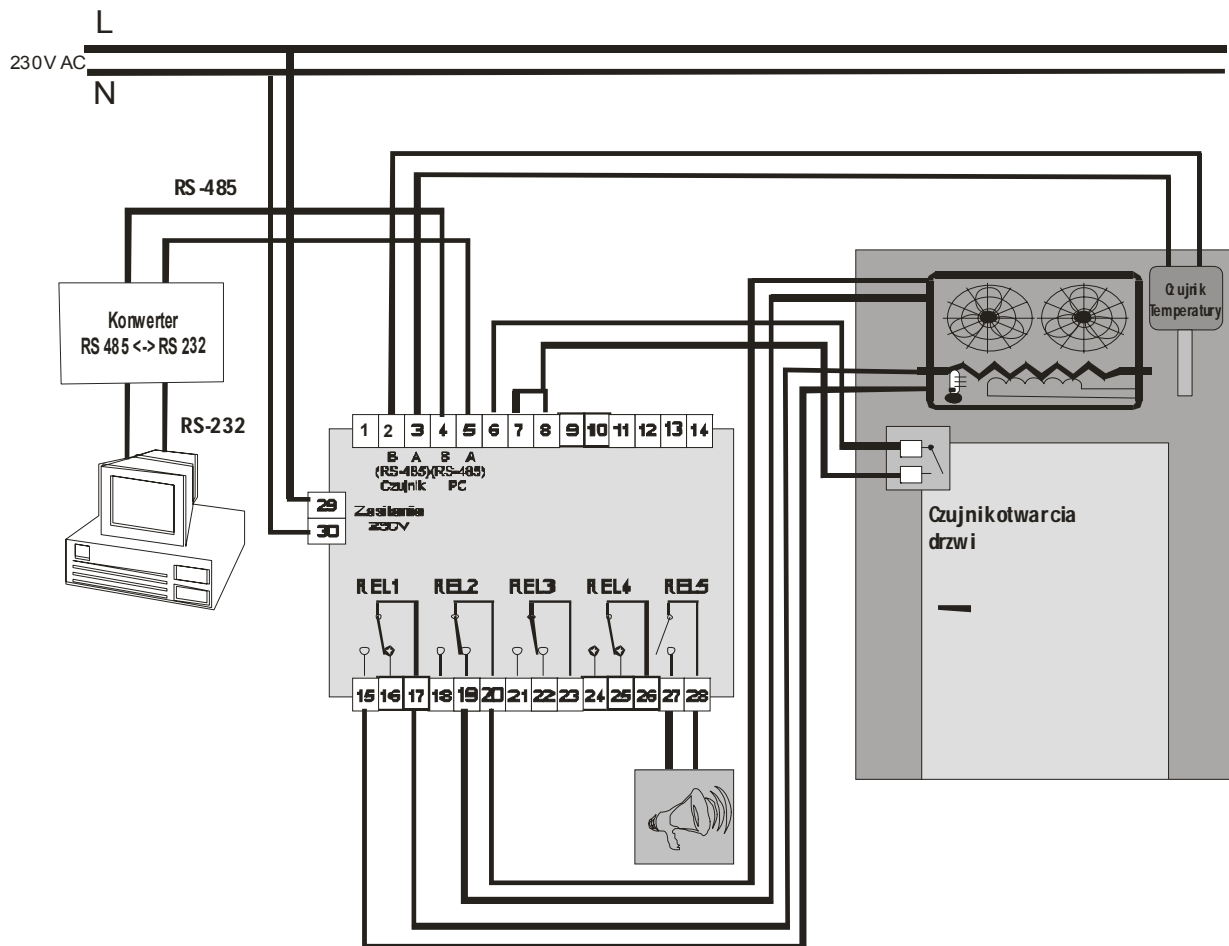 L
230V AC
N
RS-485
Konwerter
RS 485 <-> RS 232
RS-232
Czujnik
Temperatury
1 2 3 4 5 6 7 8 9 10 11 12 13 14
B A B A
(RS-485)(RS-485)
Czujnik PC
29
Zasilanie
230V
30
Czujnik otwarcia
drzwi
REL1 REL2 REL3 REL4 REL5
15 16 17 18 19 20 21 22 23 24 25 26 27 28